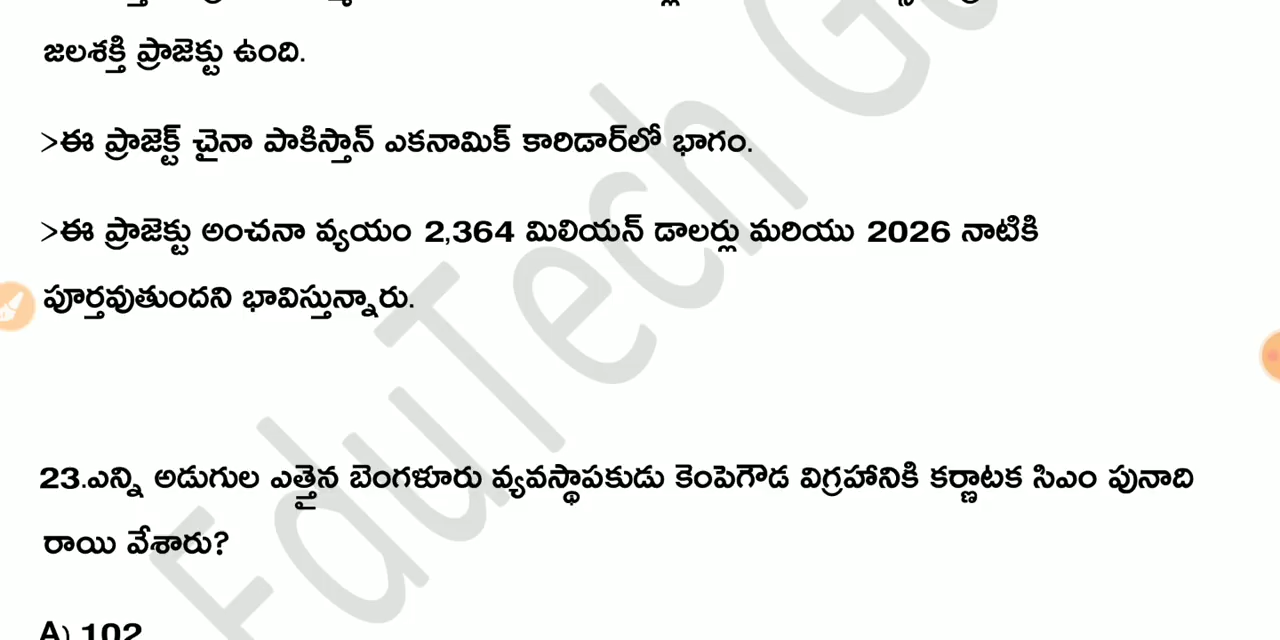 జలశక్తి ప్రాజెక్టు ఉంది.
>ఈ ప్రాజెక్ట్ చైనా పాకిస్తాన్ ఎకనామిక్ కారిడార్‌లో భాగం.
>ఈ ప్రాజెక్టు అంచనా వ్యయం 2,364 మిలియన్ డాలర్లు మరియు 2026 నాటికి
పూర్తవుతుందని భావిస్తున్నారు.
23.ఎన్ని అడుగుల ఎత్తైన బెంగళూరు వ్యవస్థాపకుడు కెంపెగౌడ విగ్రహానికి కర్ణాటక సిఎం పునాది
రాయి వేశారు?
A) 102
EduTech